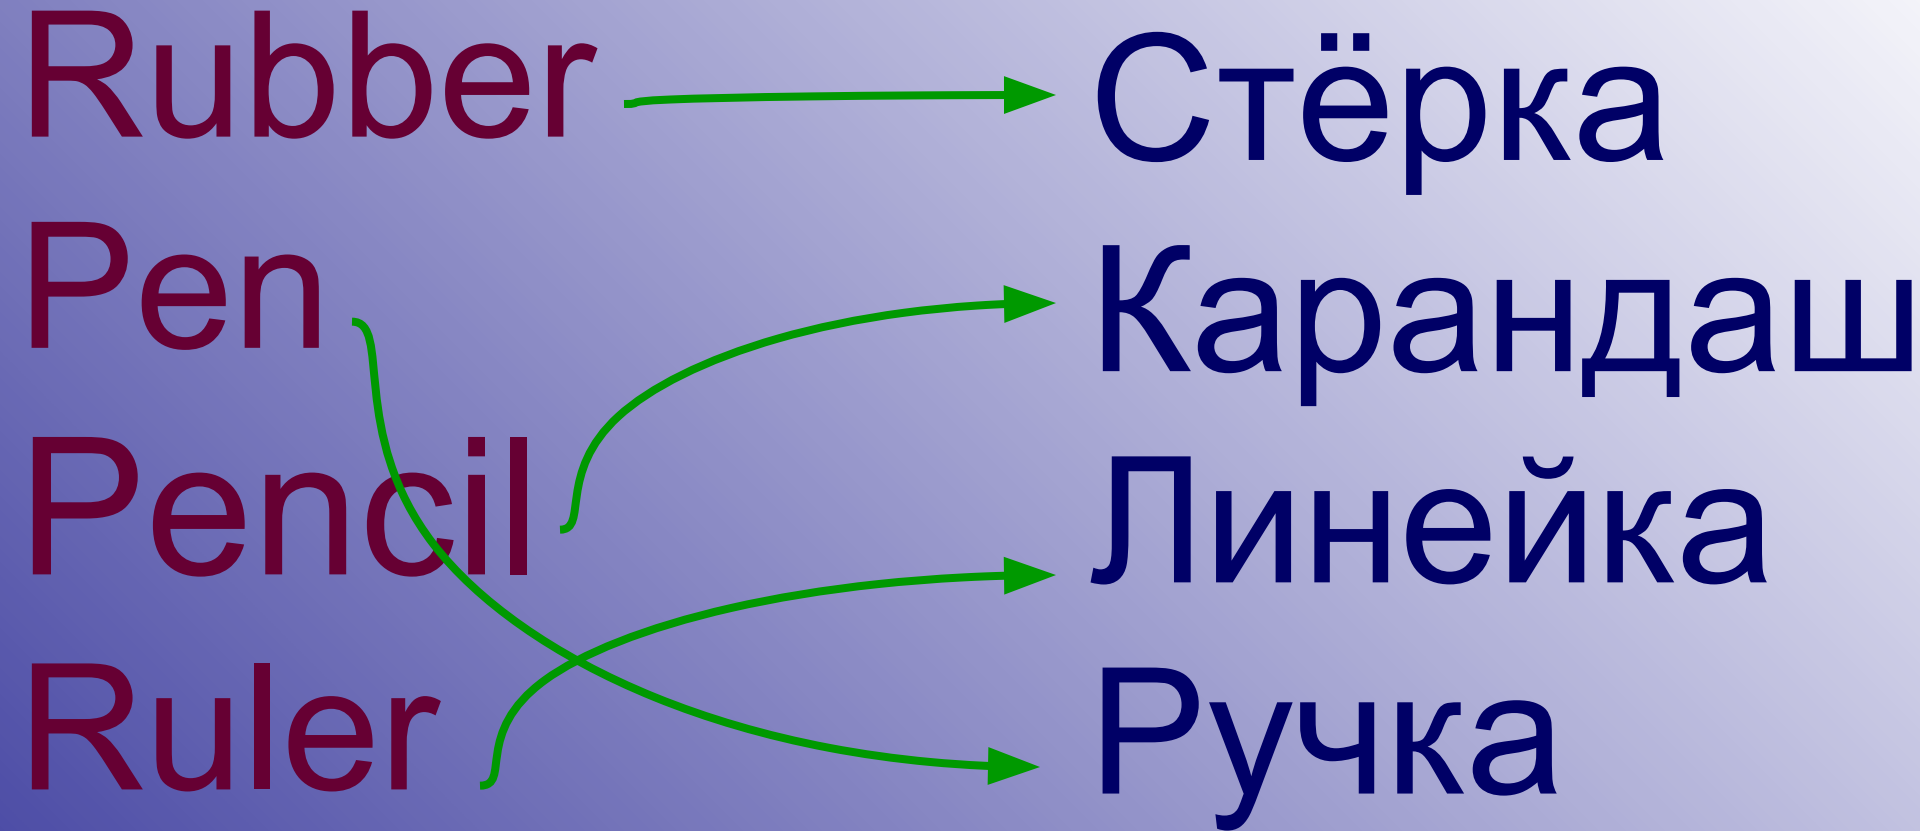 Rubber
Pen
Pencil
Ruler
Стёрка
Карандаш
Линейка
Ручка